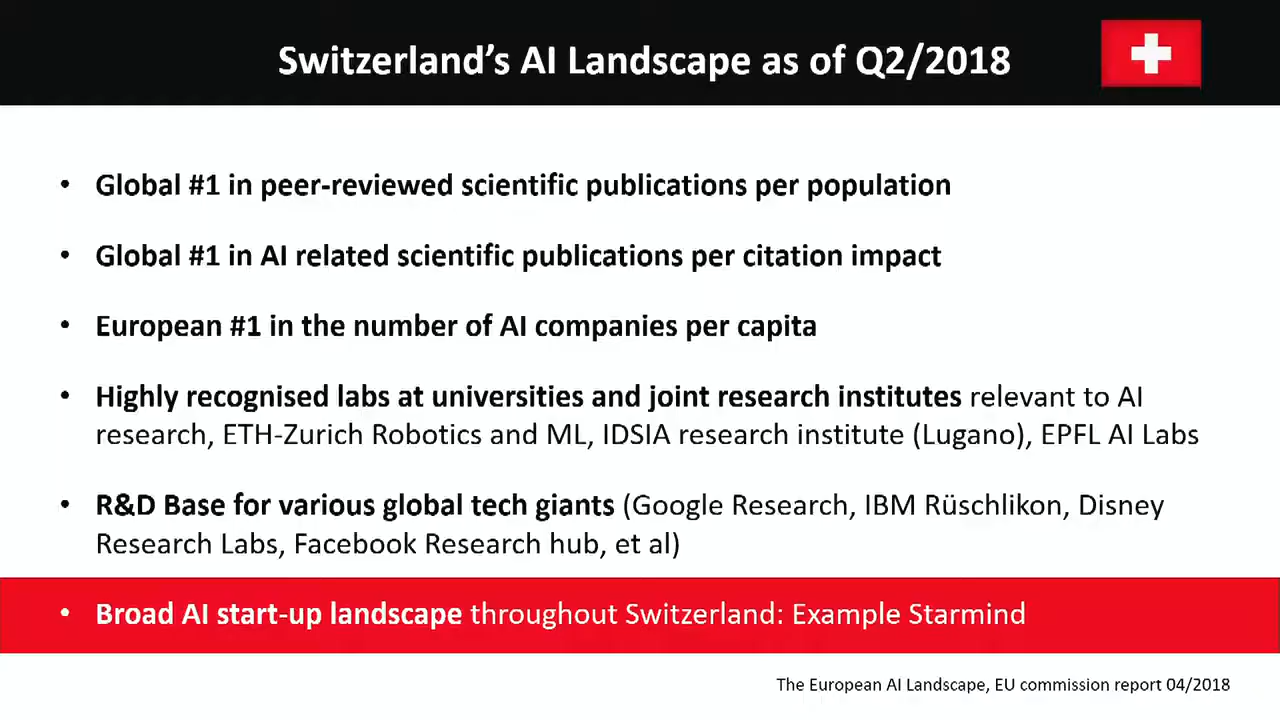 Switzerland's AI Landscape as of Q2/2018
• Global #1 in peer-reviewed scientific publications per population
• Global #1 in AI related scientific publications per citation impact
• European #1 in the number of AI companies per capita
• Highly recognised labs at universities and joint research institutes relevant to AI
research, ETH-Zurich Robotics and ML, IDSIA research institute (Lugano), EPFL AI Labs
• R&D Base for various global tech giants (Google Research, IBM Rüschlikon, Disney
Research Labs, Facebook Research hub, et al)
• Broad AI start-up landscape throughout Switzerland: Example Starmind
The European AI Landscape, EU commission report 04/2018